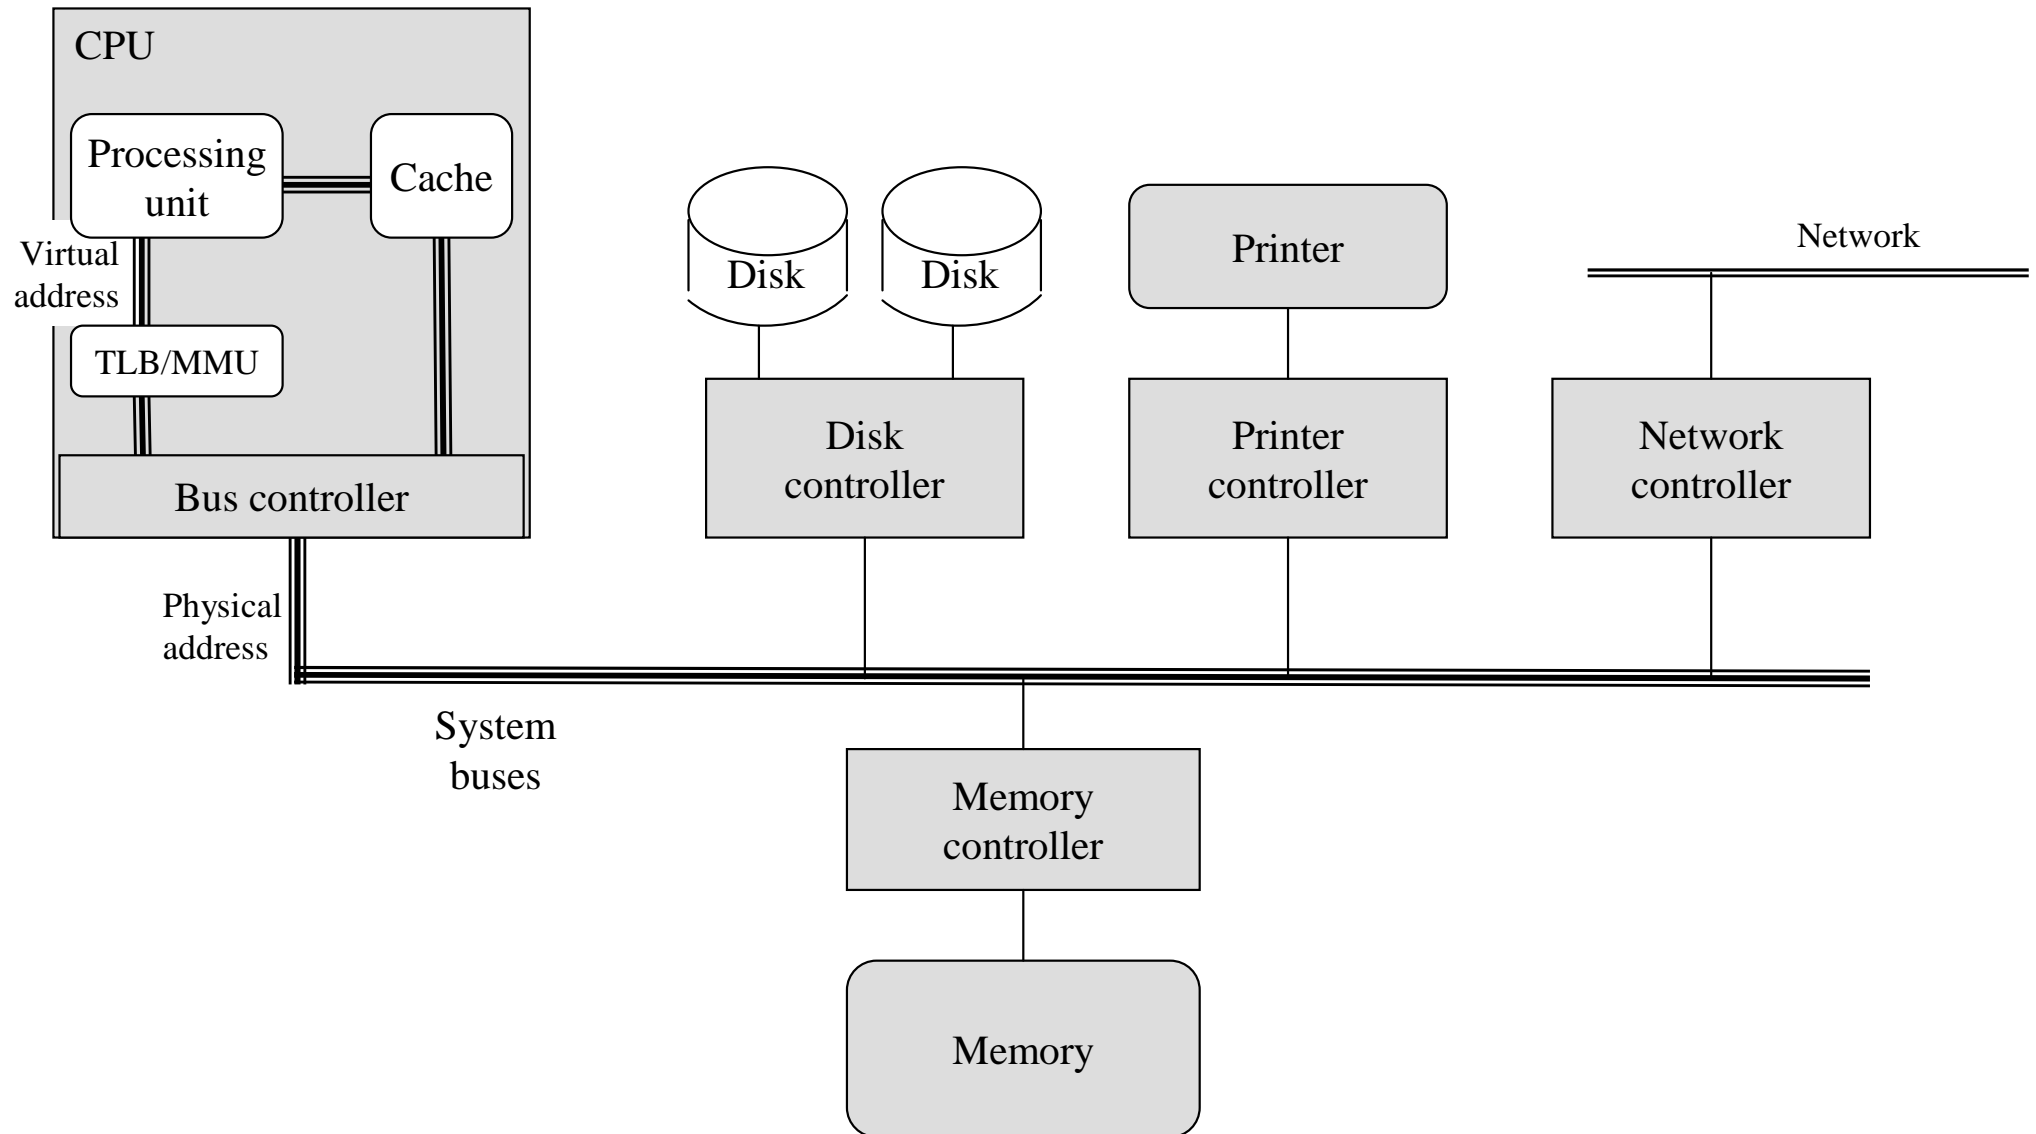 CPU
Processing
unit
Cache
Virtual
address
TLB/MMU
Bus controller
Physical
address
System
buses
Disk
Disk
Disk
controller
Printer
Printer
controller
Network
Network
controller
Memory
controller
Memory